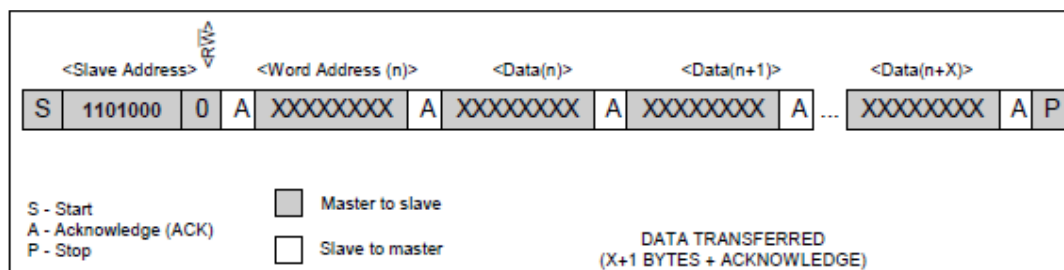 <R/W̅>
<Slave Address> <Word Address (n)> <Data(n)> <Data(n+1)> <Data(n+X)>
S 1101000 0 A XXXXXXXX A XXXXXXXX A XXXXXXXX A ... XXXXXXXX A P
S - Start
A - Acknowledge (ACK)
P - Stop
Master to slave
Slave to master
DATA TRANSFERRED
(X+1 BYTES + ACKNOWLEDGE)